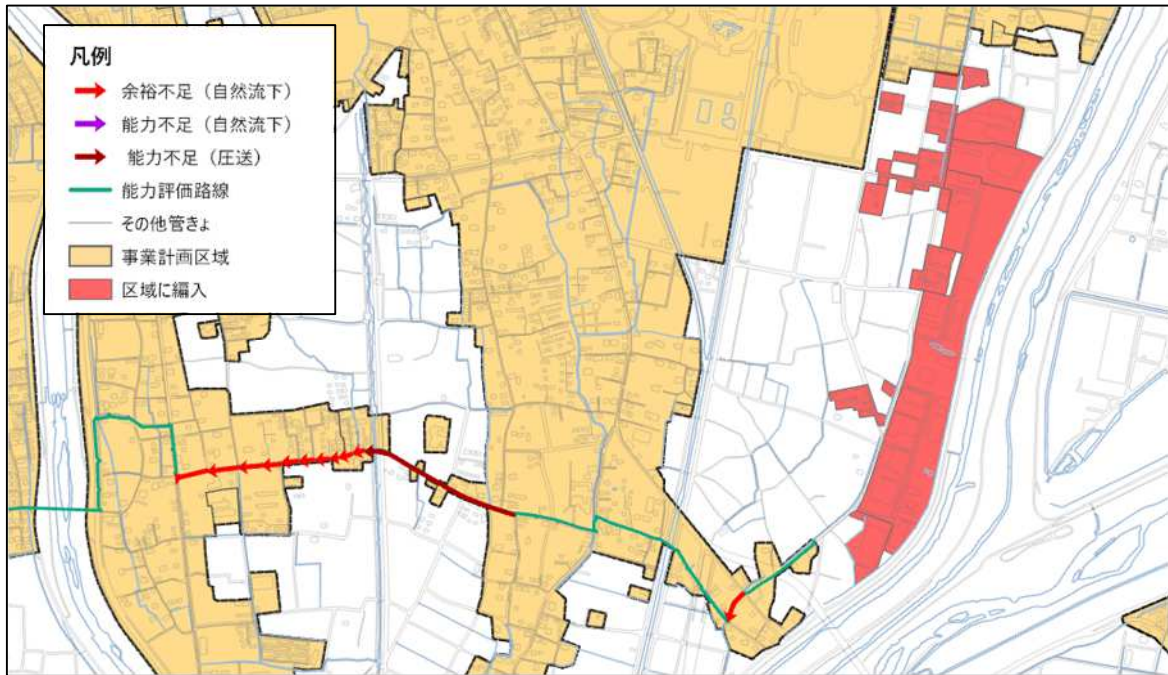 凡例
余裕不足（自然流下）
能力不足（自然流下）
能力不足（圧送）
能力評価路線
その他管きょ
事業計画区域
区域に編入